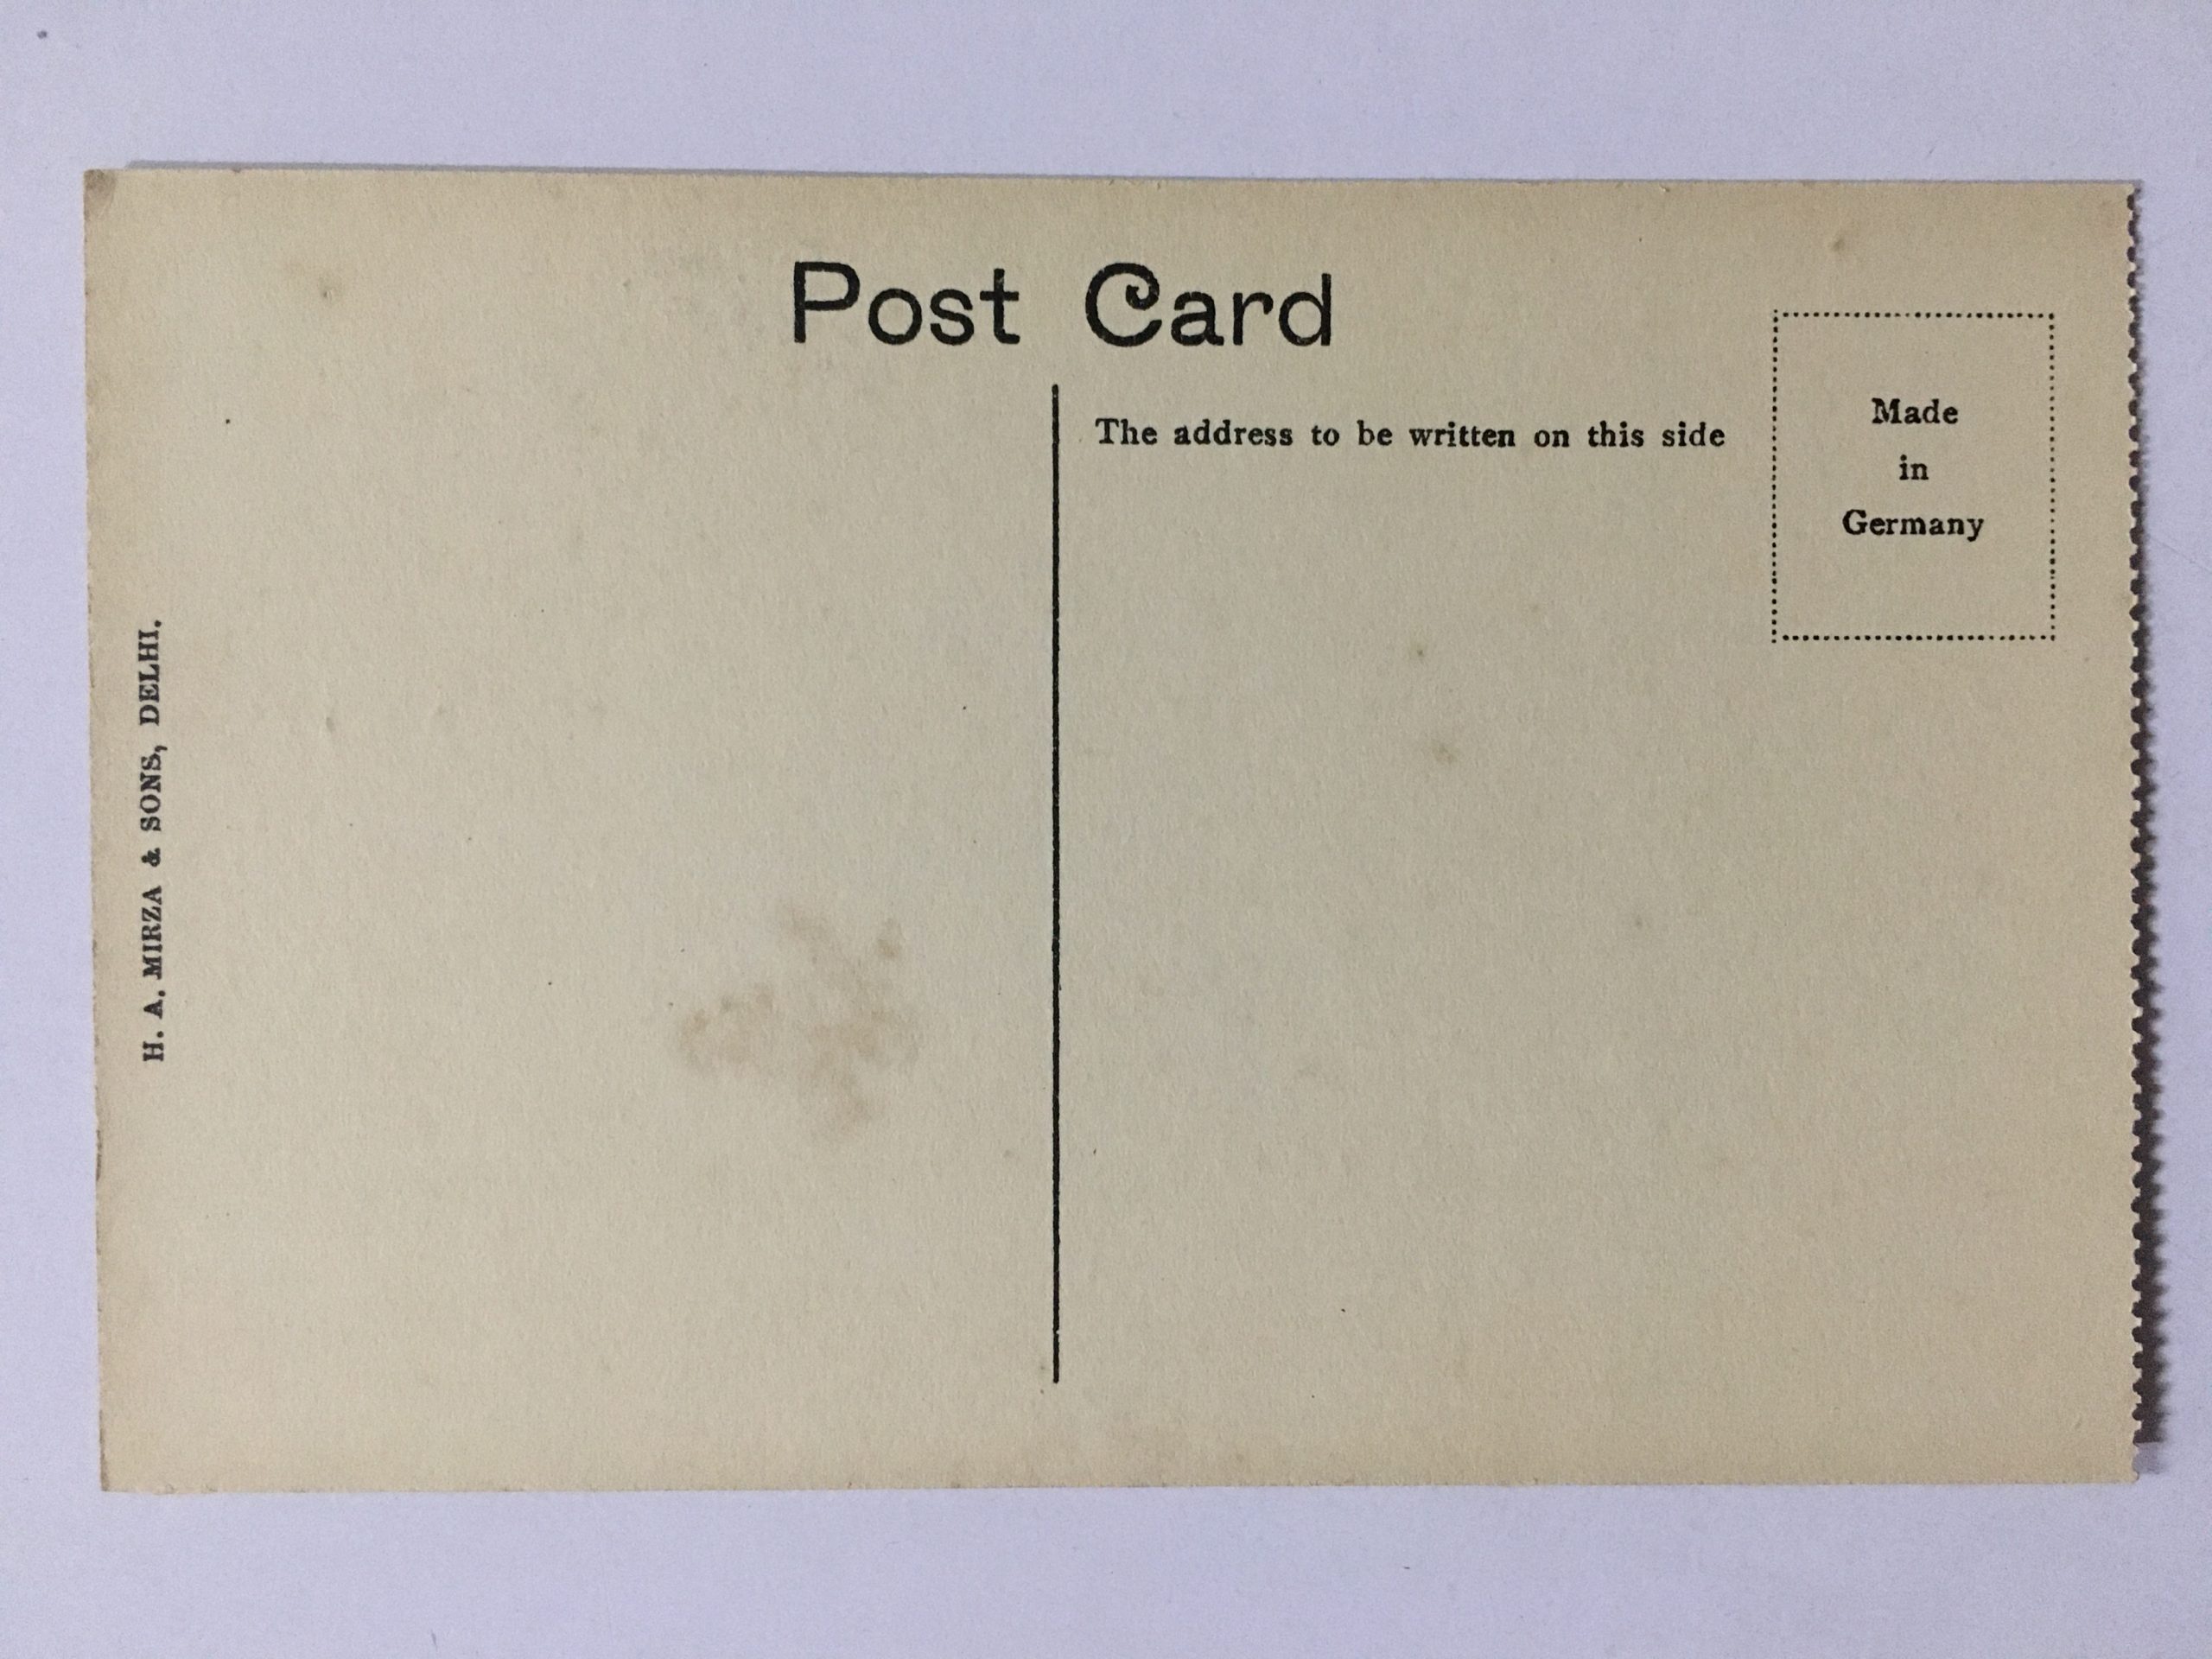 Post Card
The address to be written on this side
Made
in
Germany
H. A. MIRZA & SONS, DELHI.